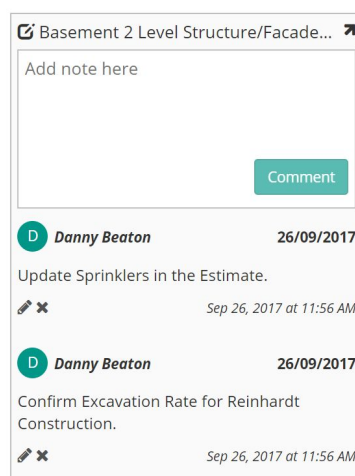 Basement 2 Level Structure/Facade...
Add note here
Comment
D Danny Beaton 26/09/2017
Update Sprinklers in the Estimate.
Sep 26, 2017 at 11:56 AM
D Danny Beaton 26/09/2017
Confirm Excavation Rate for Reinhardt
Construction.
Sep 26, 2017 at 11:56 AM